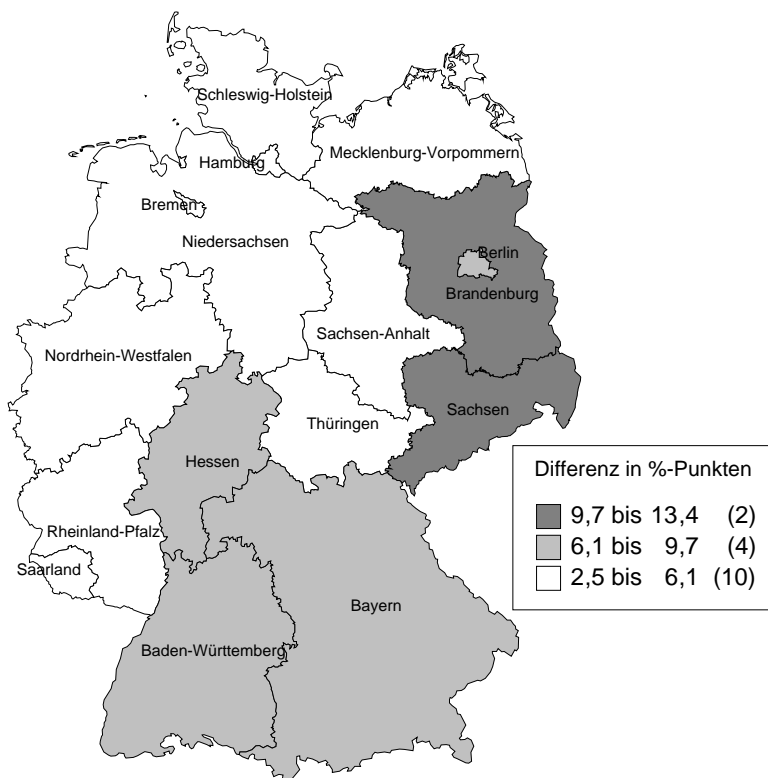 Schleswig-Holstein
Mecklenburg-Vorpommern
Hamburg
Bremen
Niedersachsen
Berlin
Brandenburg
Sachsen-Anhalt
Nordrhein-Westfalen
Sachsen
Thüringen
Hessen
Differenz in %-Punkten
9,7 bis 13,4 (2)
6,1 bis 9,7 (4)
2,5 bis 6,1 (10)
Rheinland-Pfalz
Saarland
Bayern
Baden-Württemberg